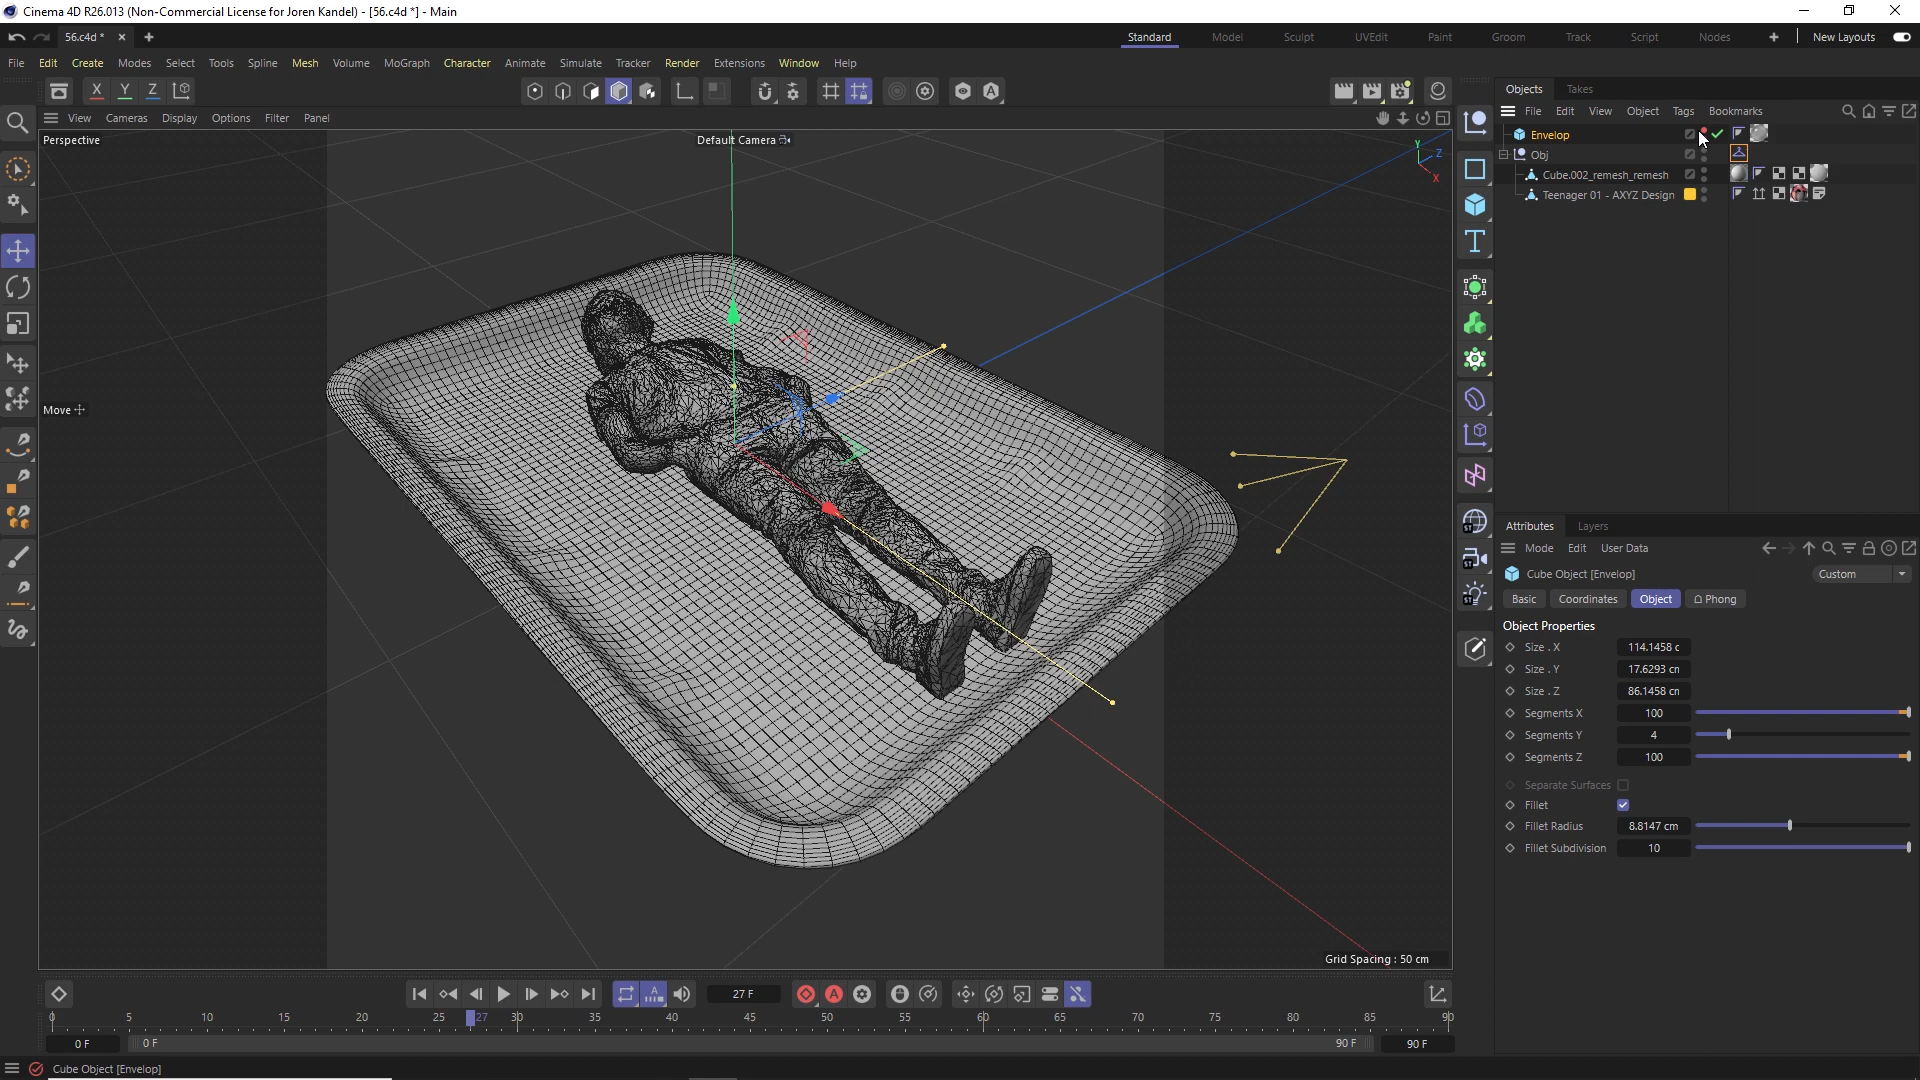 Cinema 4D R26.013 (Non-Commercial License for Joren Kandel) - [56.c4d *] - Main
56.c4d *
Standard Model Sculpt UVEdit Paint Groom Track Script Nodes New Layouts
File Edit Create Modes Select Tools Spline Mesh Volume MoGraph Character Animate Simulate Tracker Render Extensions Window Help
X Y Z
View Cameras Display Options Filter Panel
Perspective
Default Camera
Y
Z
X
Move
Grid Spacing : 50 cm
Objects Takes
File Edit View Object Tags Bookmarks
Envelop
Obj
Cube.002_remesh_remesh
Teenager 01 - AXYZ Design
ST
ST
ST
Attributes Layers
Mode Edit User Data
Cube Object [Envelop] Custom
Basic Coordinates Object Phong
Object Properties
Size . X 114.1458 c
Size . Y 17.6293 cn
Size . Z 86.1458 cn
Segments X 100
Segments Y 4
Segments Z 100
Separate Surfaces
Fillet
Fillet Radius 8.8147 cm
Fillet Subdivision 10
27 F
0 5 10 15 20 25 27 30 35 40 45 50 55 60 65 70 75 80 85 90
0 F 0 F 90 F 90 F
Cube Object [Envelop]